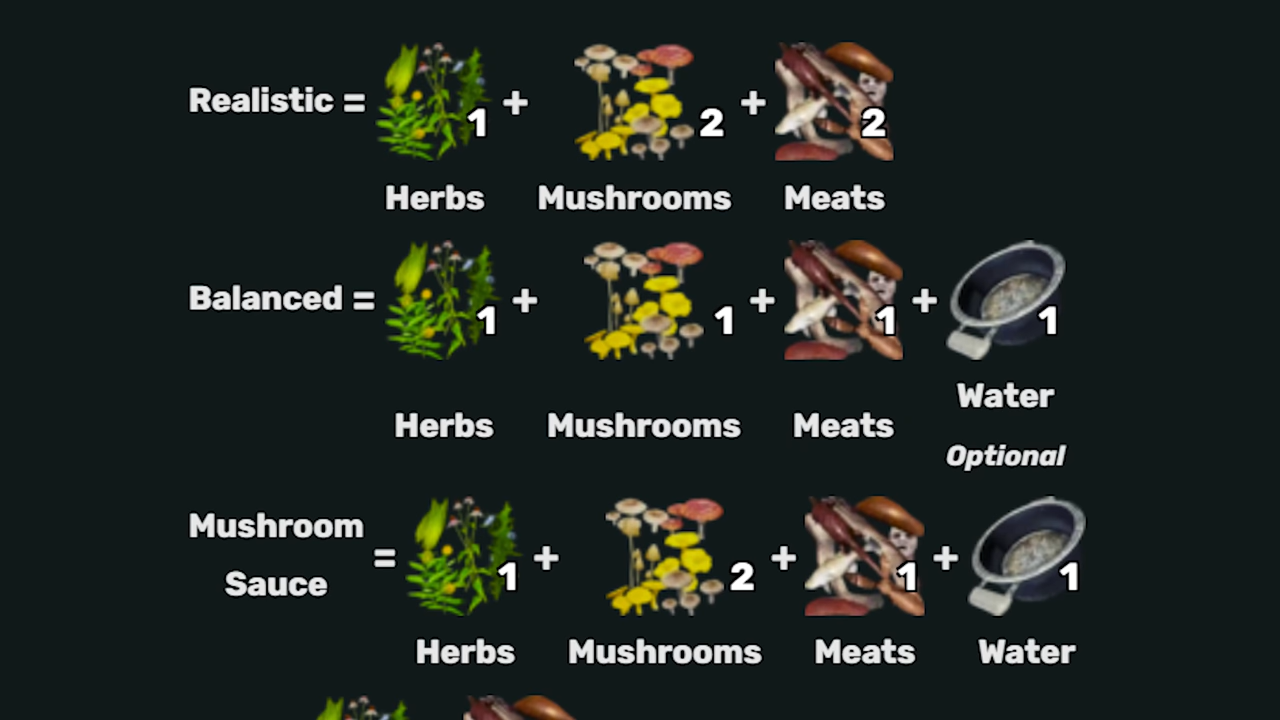 Realistic = 1 + 2 + 2
Herbs Mushrooms Meats
Balanced = 1 + 1 + 1 + 1
Herbs Mushrooms Meats Water
Optional
Mushroom
Sauce
= 1 + 2 + 1 + 1
Herbs Mushrooms Meats Water